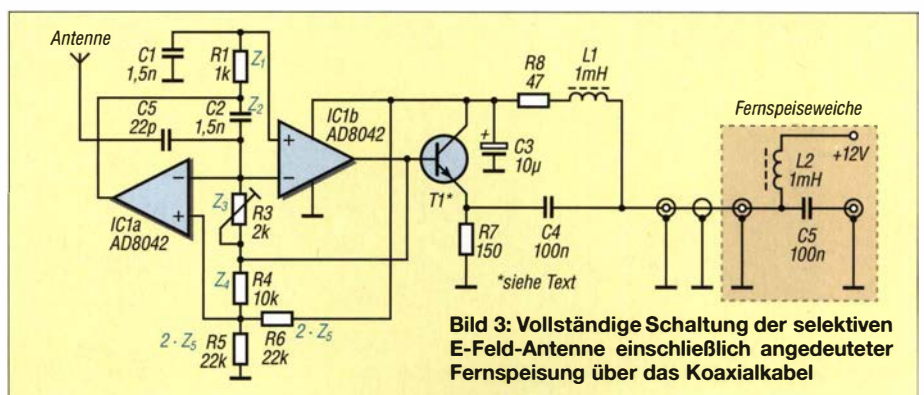 Antenne
C1
1,5n
R1
1k
Z1
C2
1,5n
Z2
C5
22p
IC1b
AD8042
IC1a
AD8042
Z3
R3
2k
Z4
R4
10k
2 · Z5
R5
22k
R6
22k
2 · Z5
T1*
+
C3
10µ
R7
150
*siehe Text
C4
100n
R8
47
L1
1mH
Fernspeiseweiche
+12V
L2
1mH
C5
100n
Bild 3: Vollständige Schaltung der selektiven
E-Feld-Antenne einschließlich angedeuteter
Fernspeisung über das Koaxialkabel